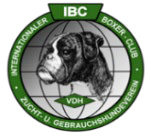 IBC
INTERNATIONALER BOXER-CLUB
VDH
ZUCHT- U. GEBRAUCHSHUNDEVEREIN